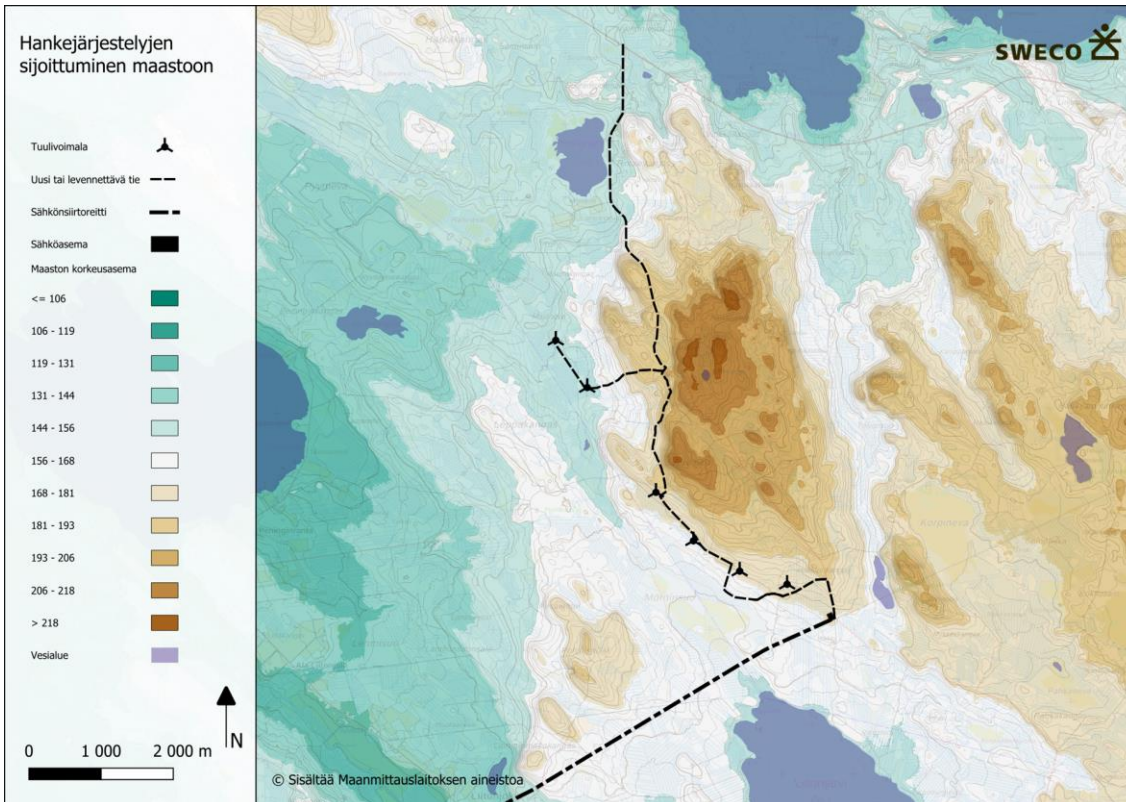 Hankejärjestelyjen
sijoittuminen maastoon
SWECO
Tuulivoimala
Uusi tai levennettävä tie
Sähkönsiirtoreitti
Sähköasema
Maaston korkeusasema
<= 106
106 - 119
119 - 131
131 - 144
144 - 156
156 - 168
168 - 181
181 - 193
193 - 206
206 - 218
> 218
Vesialue
N
0 1 000 2 000 m
Korpineva
© Sisältää Maanmittauslaitoksen aineistoa